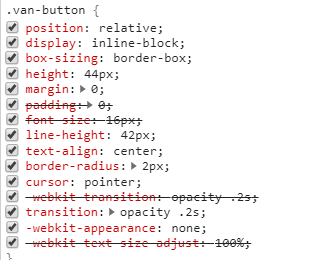 .van-button {
position: relative;
display: inline-block;
box-sizing: border-box;
height: 44px;
margin: 0;
padding: 0;
font-size: 16px;
line-height: 42px;
text-align: center;
border-radius: 2px;
cursor: pointer;
-webkit-transition: opacity .2s;
transition: opacity .2s;
-webkit-appearance: none;
-webkit-text-size-adjust: 100%;
}